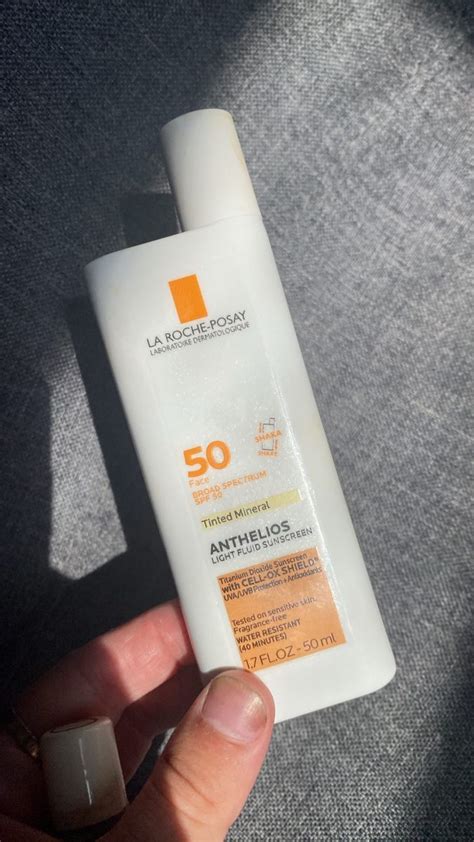 LA ROCHE-POSAY
LABORATOIRE DERMATOLOGIQUE
SHAKA
50
Face
BROAD SPECTRUM
SPF 50
Tinted Mineral
ANTHELIOS
LIGHT FLUID SUNSCREEN
Titanium Dioxide Sunscreen
with CELL-OX SHIELD®
UVA/UVB Protection + Antioxidants
Tested on sensitive skin
Fragrance-free
WATER RESISTANT
(40 MINUTES)
1.7 FL.OZ - 50 ml